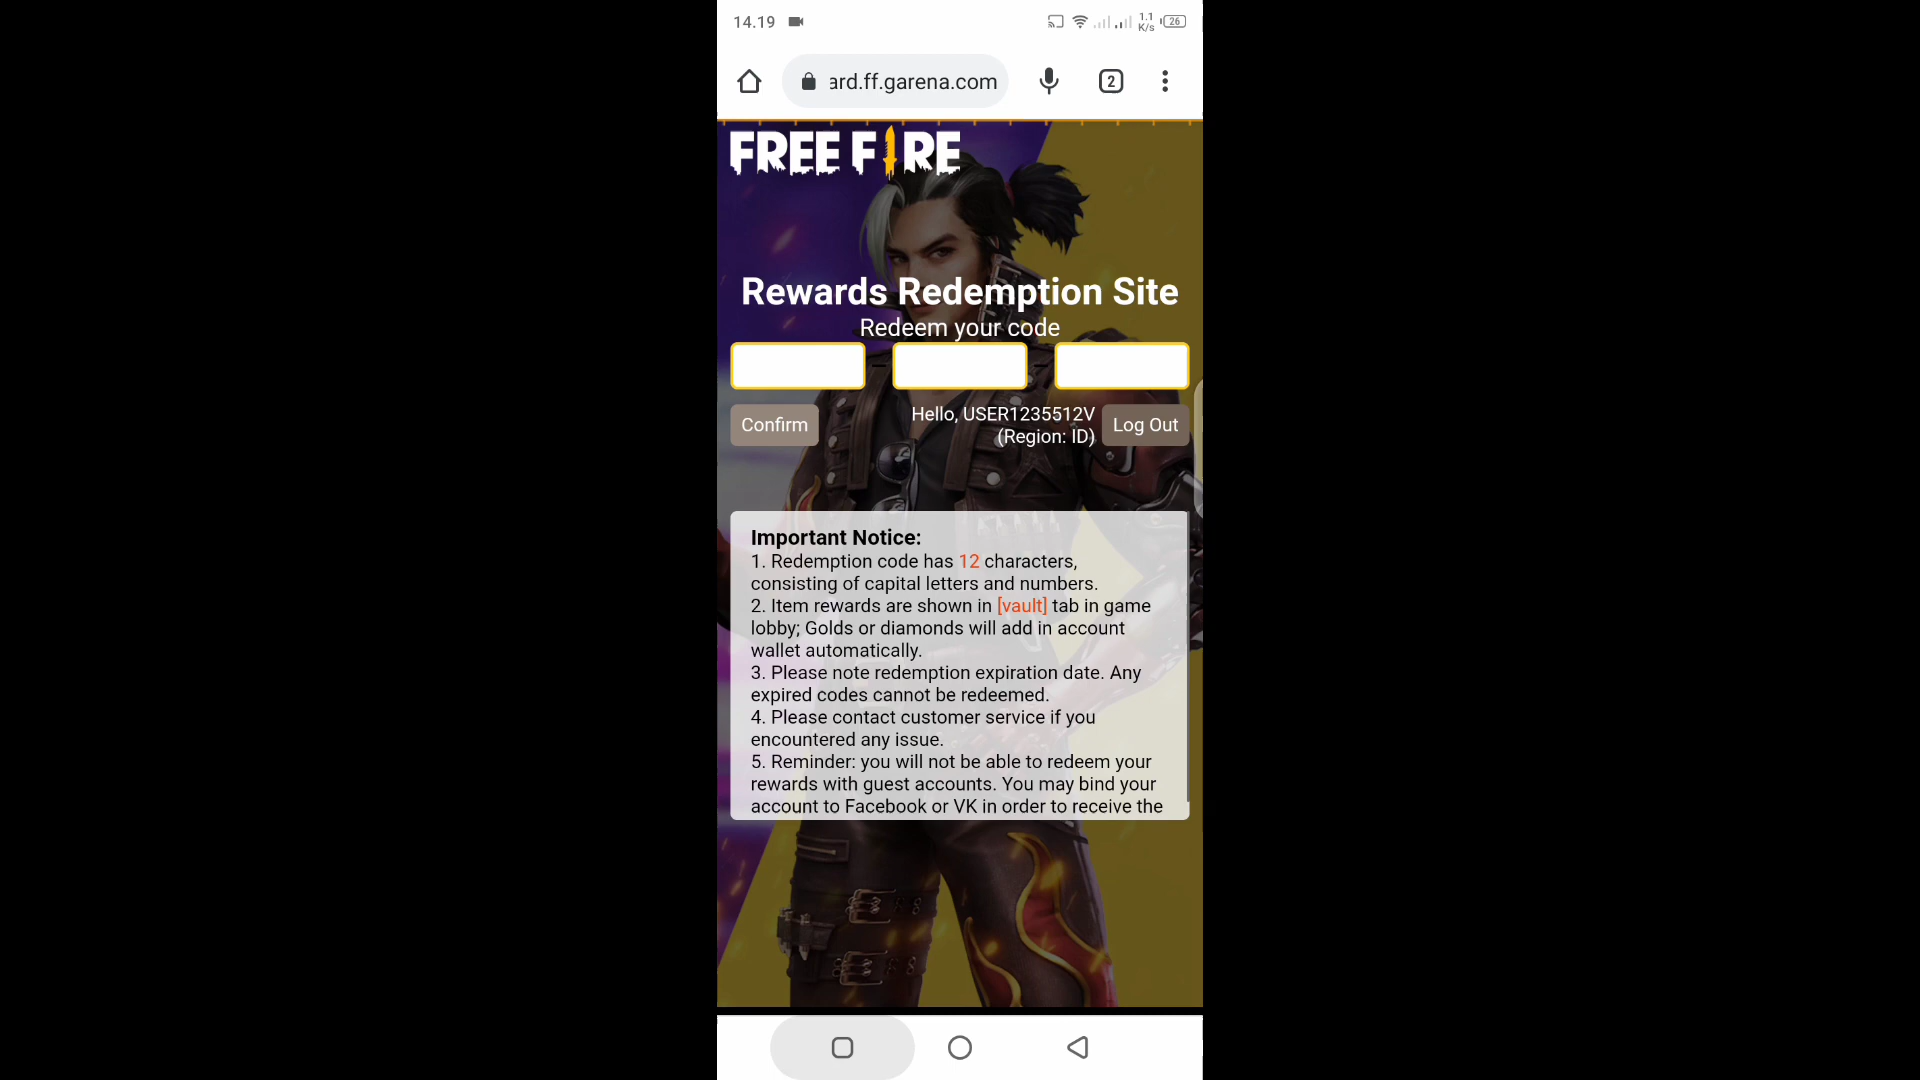 14.19
1.1
K/s
26
ard.ff.garena.com
2
FREE FIRE
Rewards Redemption Site
Redeem your code
Confirm
Hello, USER1235512V
(Region: ID)
Log Out
Important Notice:
1. Redemption code has 12 characters,
consisting of capital letters and numbers.
2. Item rewards are shown in [vault] tab in game
lobby; Golds or diamonds will add in account
wallet automatically.
3. Please note redemption expiration date. Any
expired codes cannot be redeemed.
4. Please contact customer service if you
encountered any issue.
5. Reminder: you will not be able to redeem your
rewards with guest accounts. You may bind your
account to Facebook or VK in order to receive the